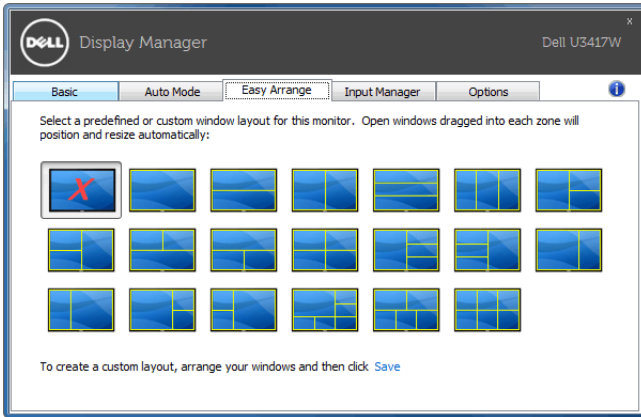 x
DELL Display Manager Dell U3417W
Basic Auto Mode Easy Arrange Input Manager Options i
Select a predefined or custom window layout for this monitor. Open windows dragged into each zone will
position and resize automatically:
X
To create a custom layout, arrange your windows and then click Save